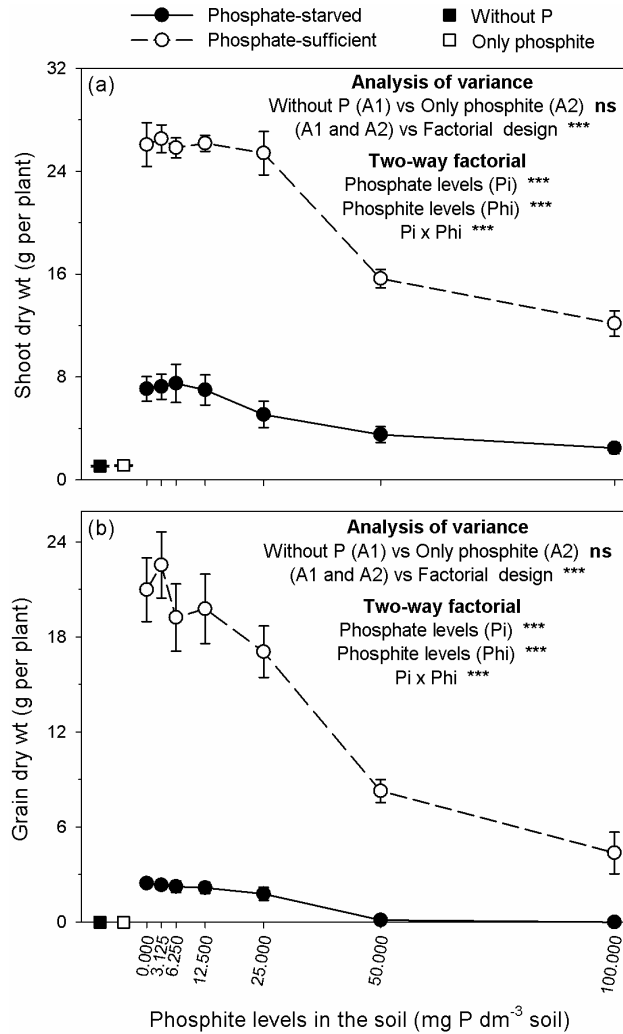 Phosphate-starved
Without P
Phosphate-sufficient
Only phosphite
(a)
Analysis of variance
Without P (A1) vs Only phosphite (A2) ns
(A1 and A2) vs Factorial design ***
Two-way factorial
Phosphate levels (Pi) ***
Phosphite levels (Phi) ***
Pi x Phi ***
Shoot dry wt (g per plant)
32
24
16
8
0
(b)
Analysis of variance
Without P (A1) vs Only phosphite (A2) ns
(A1 and A2) vs Factorial design ***
Two-way factorial
Phosphate levels (Pi) ***
Phosphite levels (Phi) ***
Pi x Phi ***
Grain dry wt (g per plant)
24
18
12
6
0
0.000
3.125
6.250
12.500
25.000
50.000
100.000
Phosphite levels in the soil (mg P dm⁻³ soil)